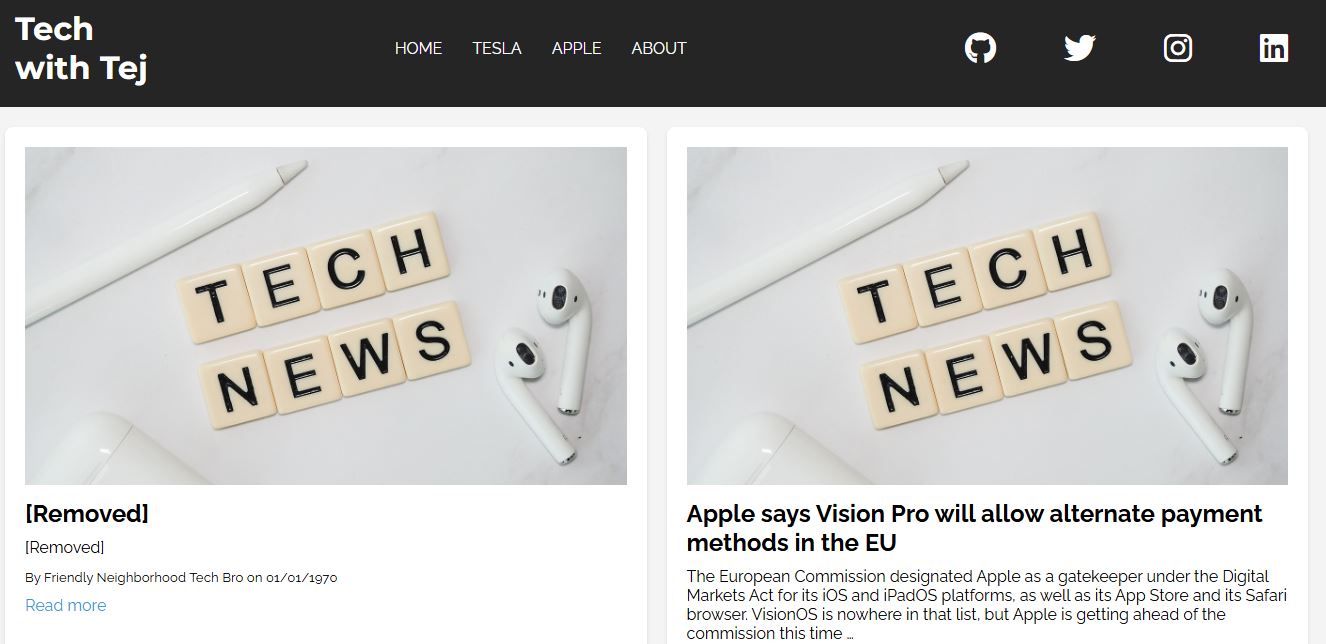 Tech
with Tej
HOME TESLA APPLE ABOUT
TECH
NEWS
[Removed]
[Removed]
By Friendly Neighborhood Tech Bro on 01/01/1970
Read more
TECH
NEWS
Apple says Vision Pro will allow alternate payment
methods in the EU
The European Commission designated Apple as a gatekeeper under the Digital
Markets Act for its iOS and iPadOS platforms, as well as its App Store and its Safari
browser. VisionOS is nowhere in that list, but Apple is getting ahead of the
commission this time …